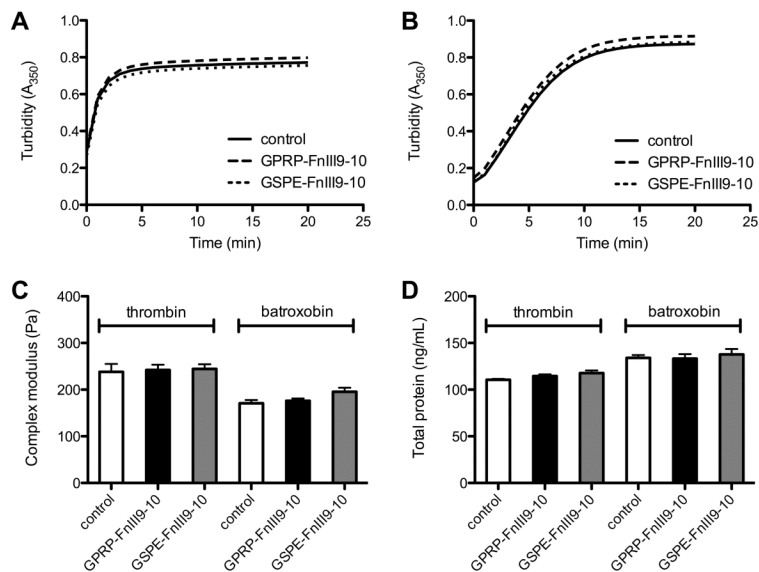 A
Turbidity (A350)
1.0
0.8
0.6
0.4
0.2
0.0
control
GPRP-FnIII9-10
GSPE-FnIII9-10
0 5 10 15 20 25
Time (min)
B
Turbidity (A350)
1.0
0.8
0.6
0.4
0.2
0.0
control
GPRP-FnIII9-10
GSPE-FnIII9-10
0 5 10 15 20 25
Time (min)
C
Complex modulus (Pa)
400
300
200
100
0
thrombin
batroxobin
control
GPRP-FnIII9-10
GSPE-FnIII9-10
control
GPRP-FnIII9-10
GSPE-FnIII9-10
D
Total protein (ng/mL)
200
150
100
50
0
thrombin
batroxobin
control
GPRP-FnIII9-10
GSPE-FnIII9-10
control
GPRP-FnIII9-10
GSPE-FnIII9-10